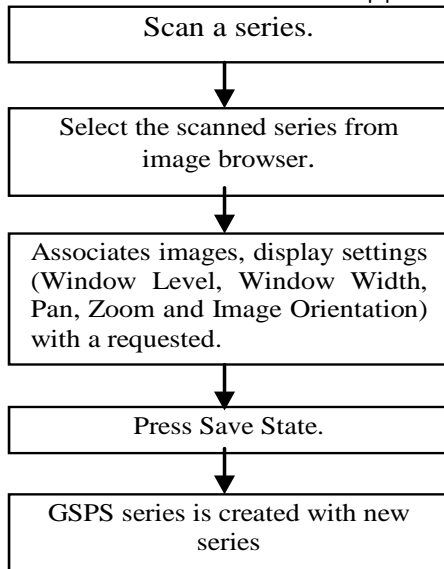 Scan a series.
Select the scanned series from
image browser.
Associates images, display settings
(Window Level, Window Width,
Pan, Zoom and Image Orientation)
with a requested.
Press Save State.
GSPS series is created with new
series